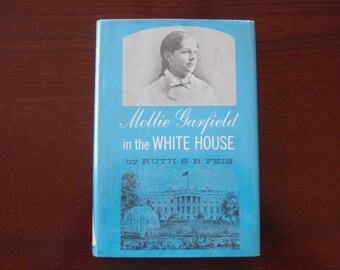 Mollie Garfield
in the WHITE HOUSE
by RUTH S-B FEIS